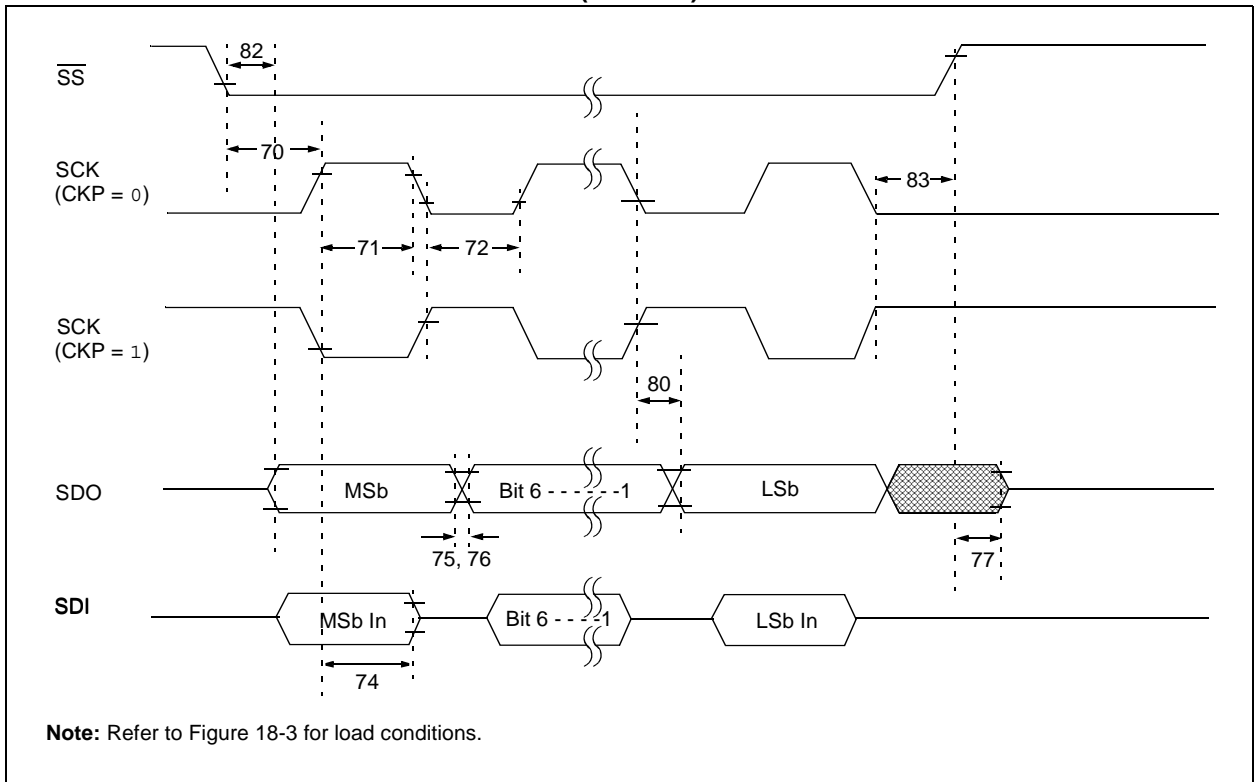 SS
82
70
SCK
(CKP = 0)
83
71
72
SCK
(CKP = 1)
80
SDO
MSb
Bit 6 - - - - - -1
LSb
75, 76
77
SDI
MSb In
Bit 6 - - - -1
LSb In
74
Note: Refer to Figure 18-3 for load conditions.